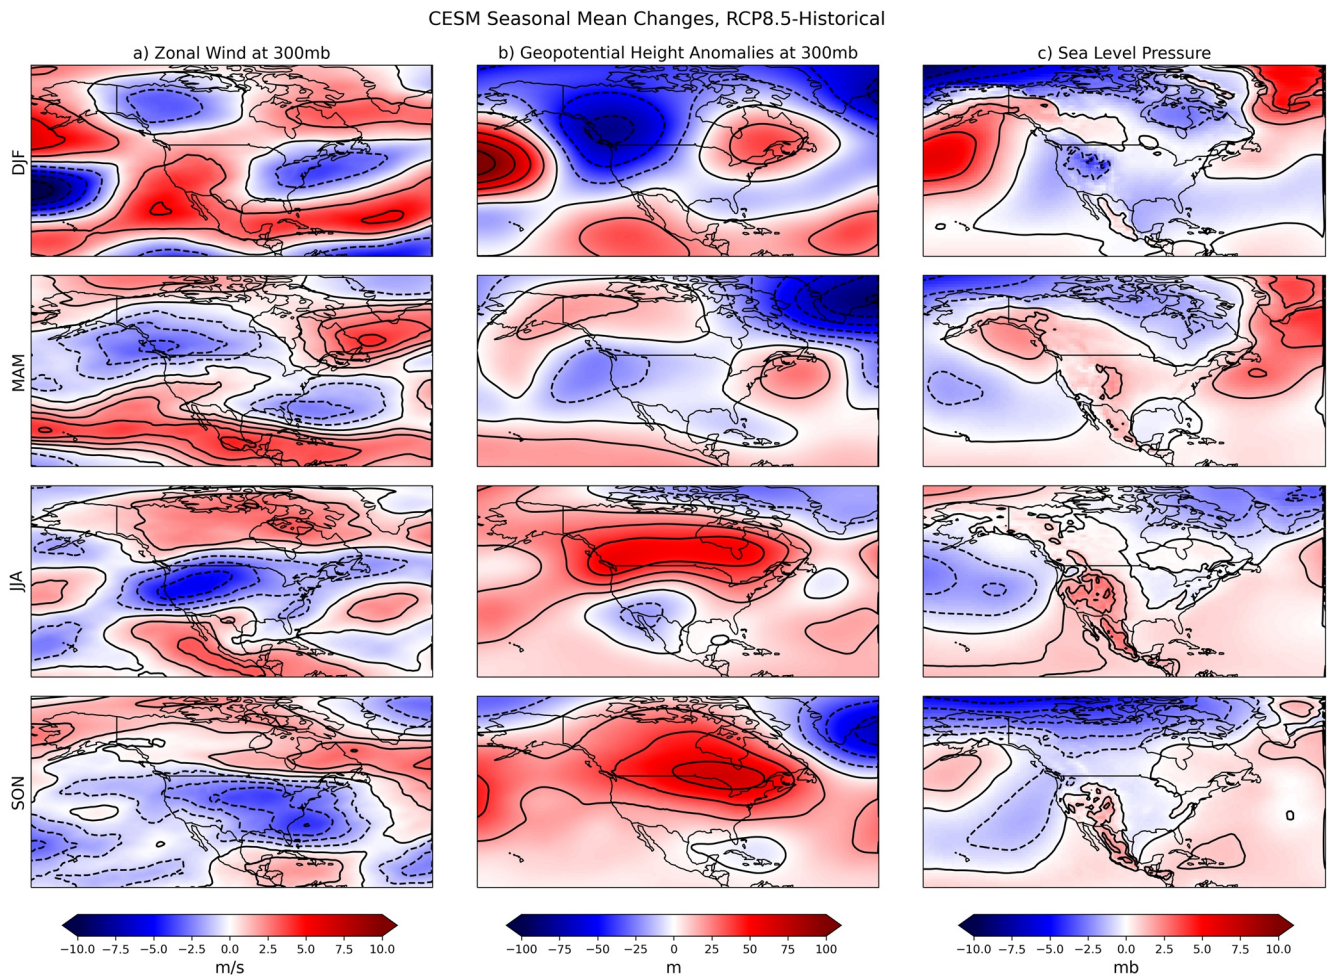 CESM Seasonal Mean Changes, RCP8.5-Historical
a) Zonal Wind at 300mb
b) Geopotential Height Anomalies at 300mb
c) Sea Level Pressure
DJF
MAM
JJA
SON
−10.0 −7.5 −5.0 −2.5 0.0 2.5 5.0 7.5 10.0
m/s
−100 −75 −50 −25 0 25 50 75 100
m
−10.0 −7.5 −5.0 −2.5 0.0 2.5 5.0 7.5 10.0
mb